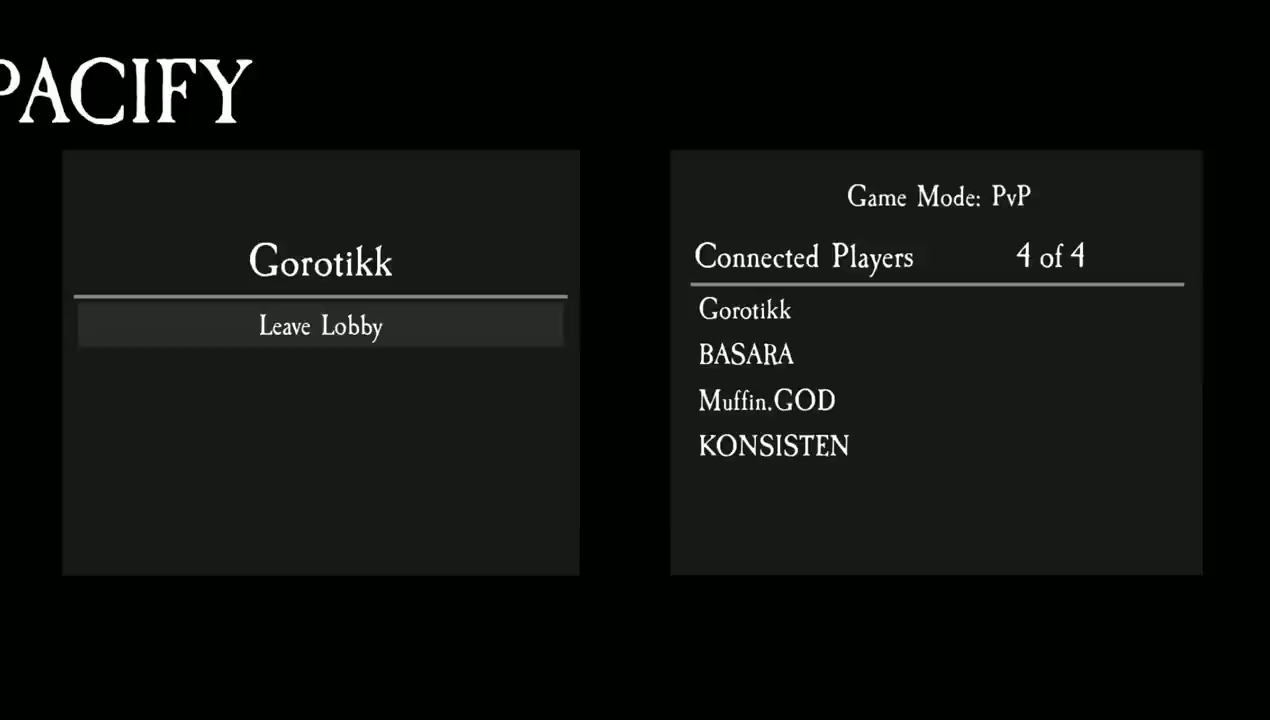 PACIFY
Gorotikk
Leave Lobby
Game Mode: PvP
Connected Players 4 of 4
Gorotikk
BASARA
Muffin.GOD
KONSISTEN